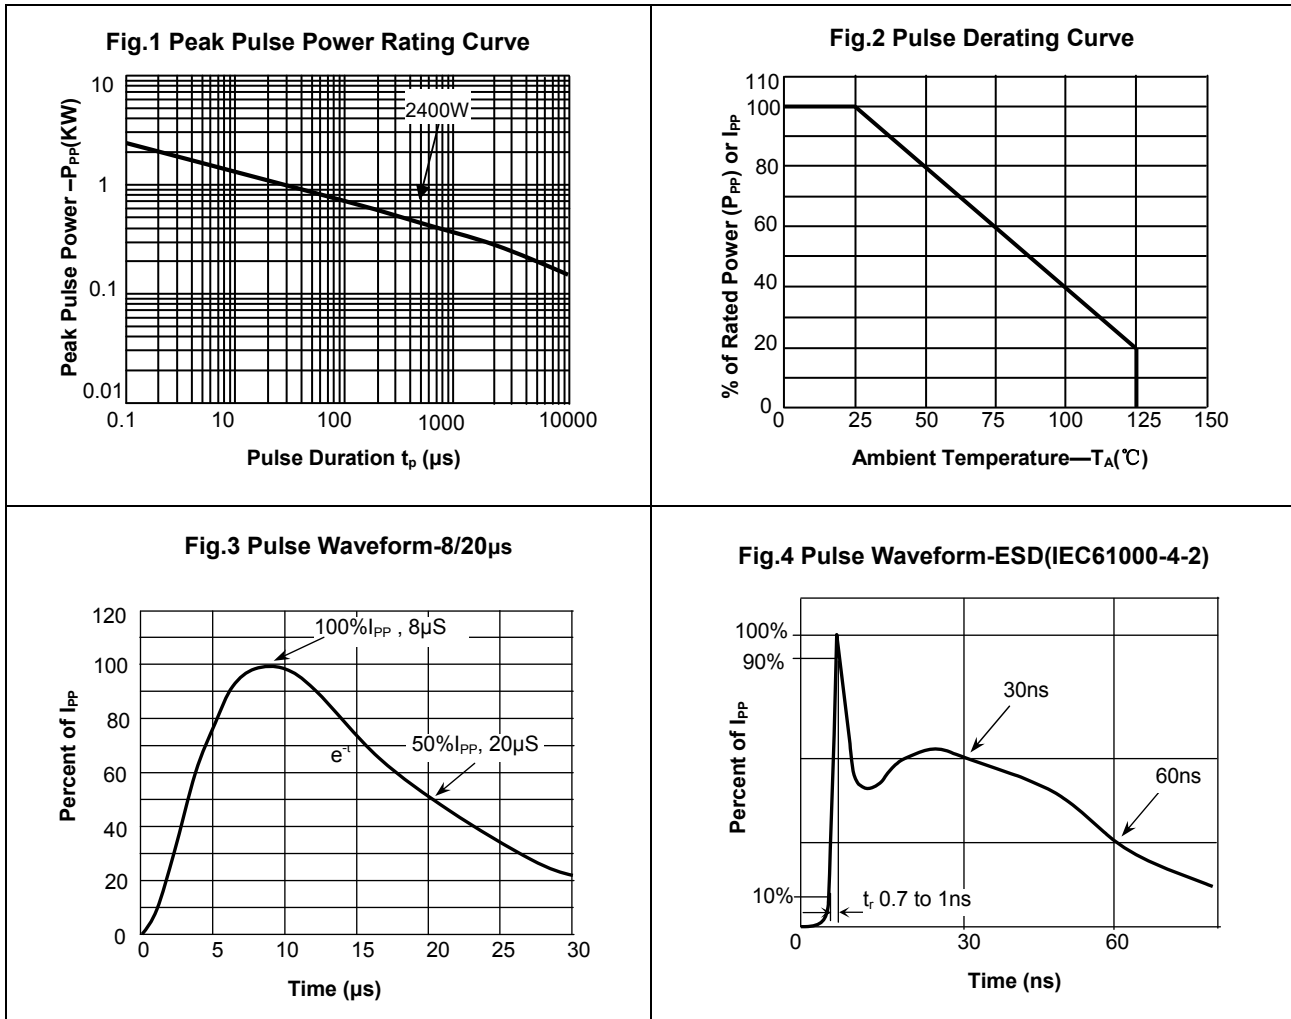 Fig.1 Peak Pulse Power Rating Curve
10
1
0.1
0.01
Peak Pulse Power –PPP(KW)
2400W
0.1
10
100
1000
10000
Pulse Duration tp (µs)
Fig.2 Pulse Derating Curve
110
100
80
60
40
20
0
% of Rated Power (PPP) or IPP
0
25
50
75
100
125
150
Ambient Temperature—TA(℃)
Fig.3 Pulse Waveform-8/20µs
120
100
80
60
40
20
0
Percent of IPP
100%IPP , 8µS
e-t
50%IPP, 20µS
0
5
10
15
20
25
30
Time (µs)
Fig.4 Pulse Waveform-ESD(IEC61000-4-2)
100%
90%
10%
Percent of IPP
30ns
60ns
tr 0.7 to 1ns
0
30
60
Time (ns)